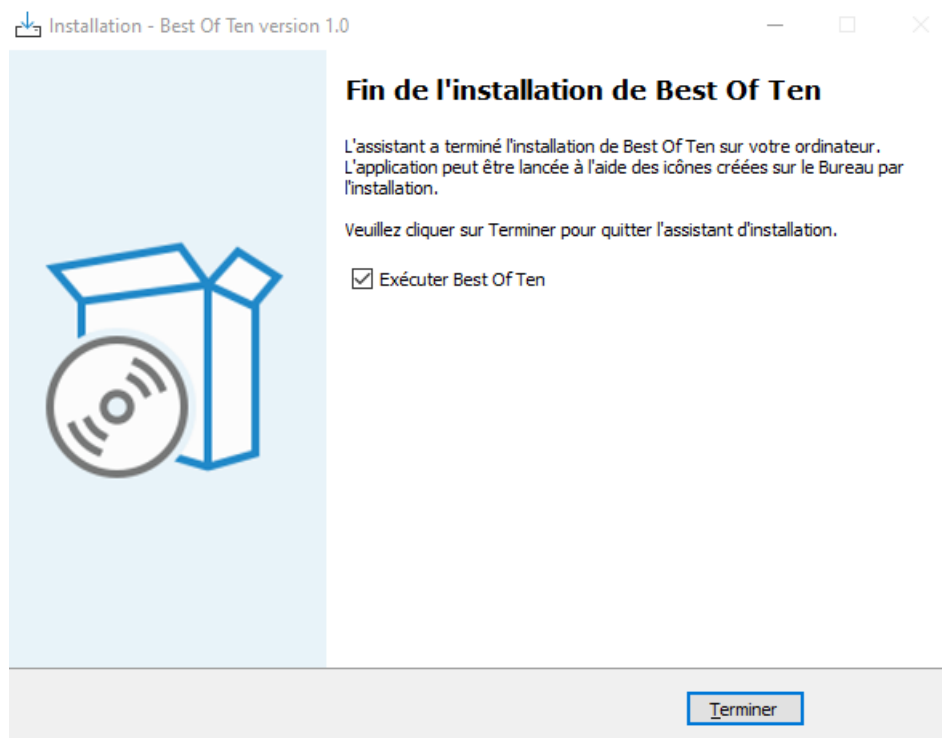 Installation - Best Of Ten version 1.0
Fin de l'installation de Best Of Ten
L'assistant a terminé l'installation de Best Of Ten sur votre ordinateur.
L'application peut être lancée à l'aide des icônes créées sur le Bureau par
l'installation.
Veuillez cliquer sur Terminer pour quitter l'assistant d'installation.
Exécuter Best Of Ten
Terminer